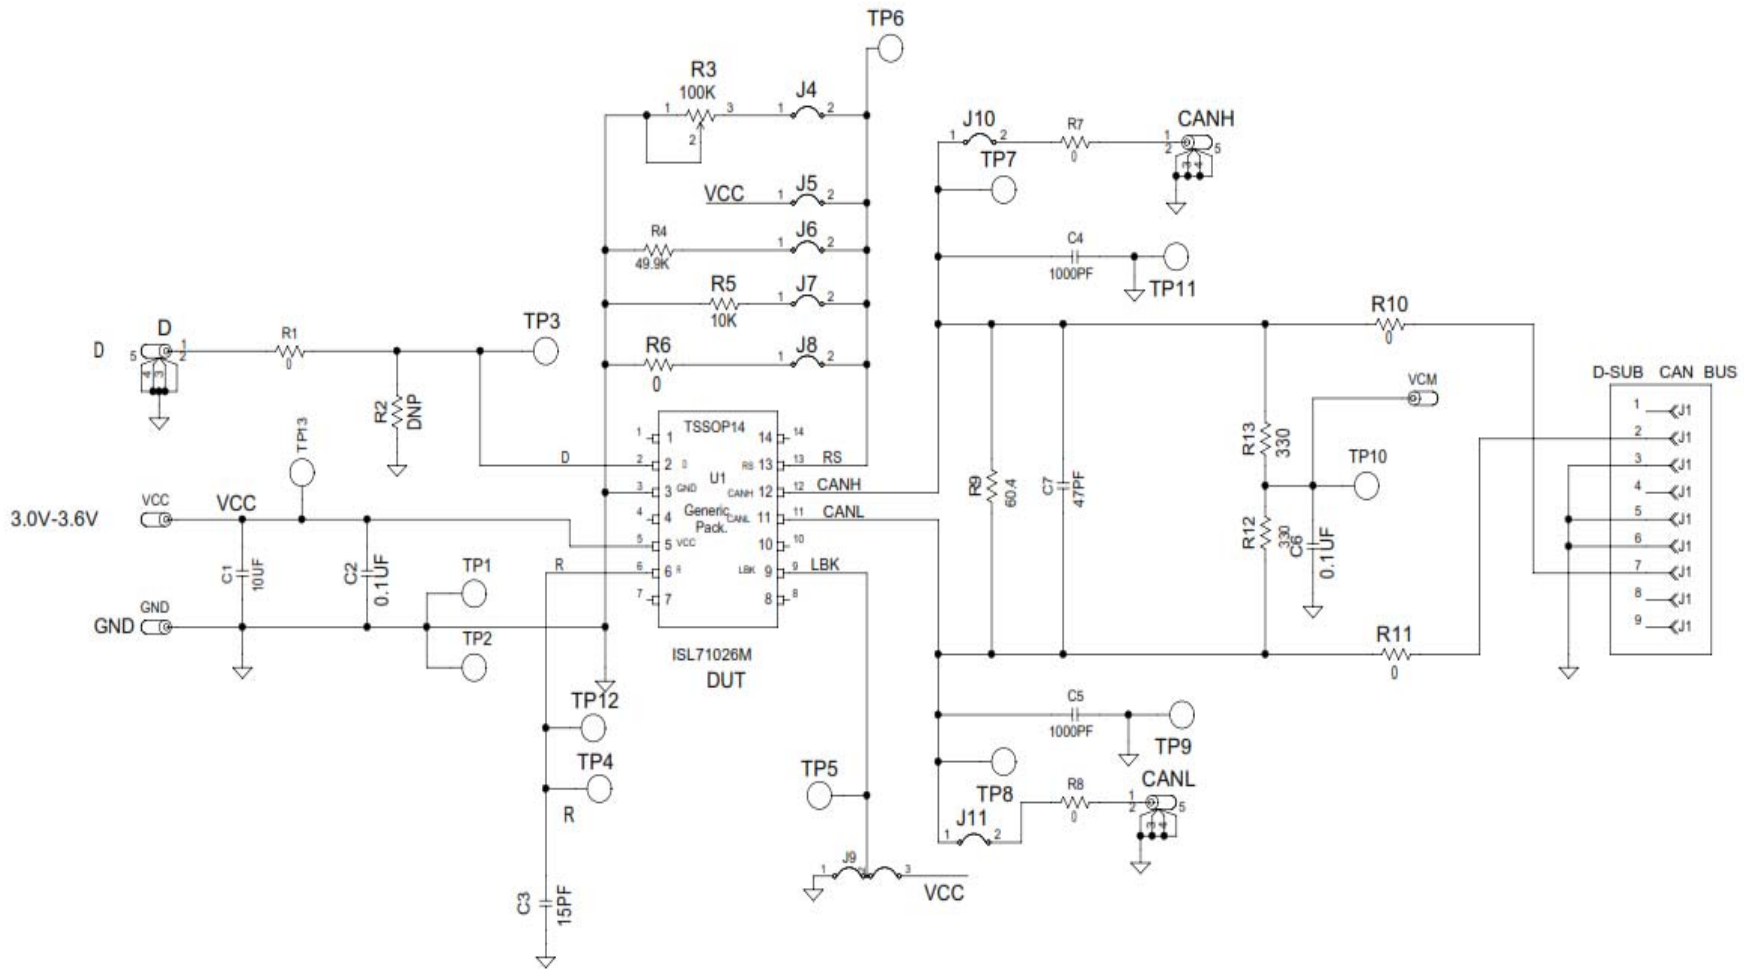 TP6
R3
100K
1
3
2
J4
1
2
J10
1
2
R7
0
CANH
1
2
3
4
5
TP7
VCC
J5
1
2
R4
49.9K
J6
1
2
C4
1000PF
TP11
R5
10K
J7
1
2
R10
0
D
D
5
1
2
4
3
R1
0
TP3
R6
0
J8
1
2
R2
DNP
D-SUB CAN BUS
VCM
TP13
TSSOP14
1
1
14
14
D
2
2
D
RS
13
13
RS
U1
3
3
GND
CANH
12
12
CANH
4
4
Generic
Pack.
CANL
11
11
CANL
5
5
VCC
10
10
R
6
6
R
LBK
9
9
LBK
7
7
8
8
ISL71026M
DUT
3.0V-3.6V
VCC
VCC
C1
10UF
C2
0.1UF
TP1
GND
GND
TP2
R9
60.4
C7
47PF
R13
330
TP10
R12
330
C6
0.1UF
R11
0
1
J1
2
J1
3
J1
4
J1
5
J1
6
J1
7
J1
8
J1
9
J1
TP12
TP4
R
C3
15PF
TP5
J9
1
2
3
VCC
C5
1000PF
TP9
TP8
J11
1
2
R8
0
CANL
1
2
3
4
5